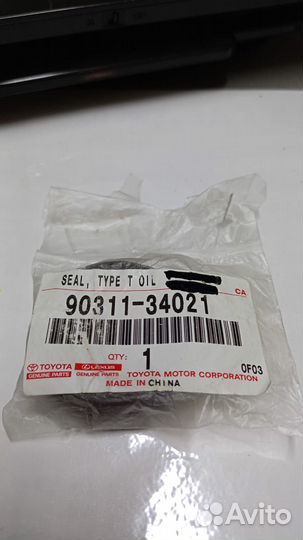 SEAL, TYPE T OIL
CA
90311-34021
QTY: 1 0F03
TOYOTA LEXUS TOYOTA MOTOR CORPORATION
GENUINE PARTS GENUINE PARTS
MADE IN CHINA
Avito